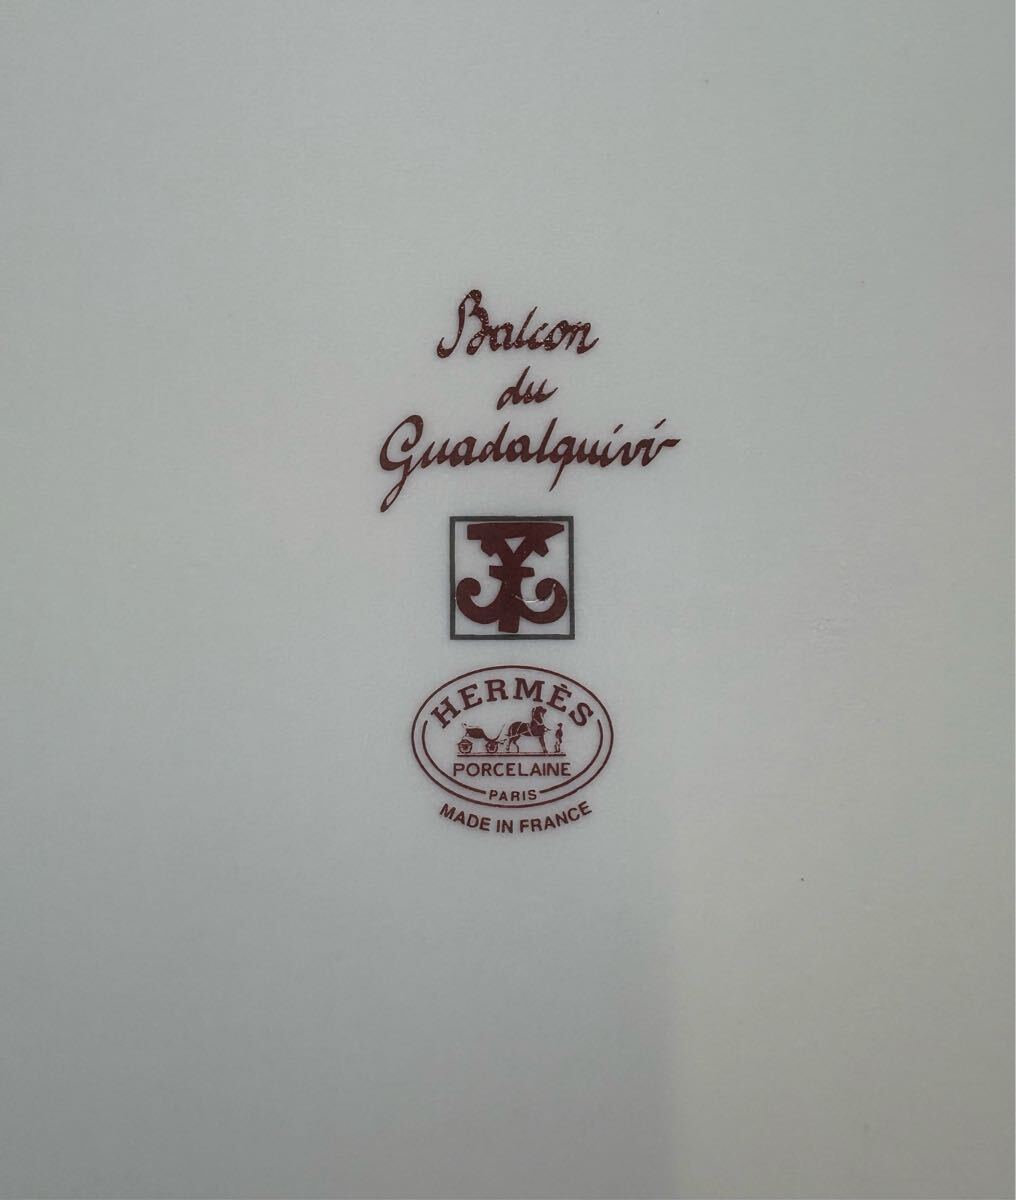 Balcon
du
Guadalquivir
HERMÈS
PORCELAINE
PARIS
MADE IN FRANCE